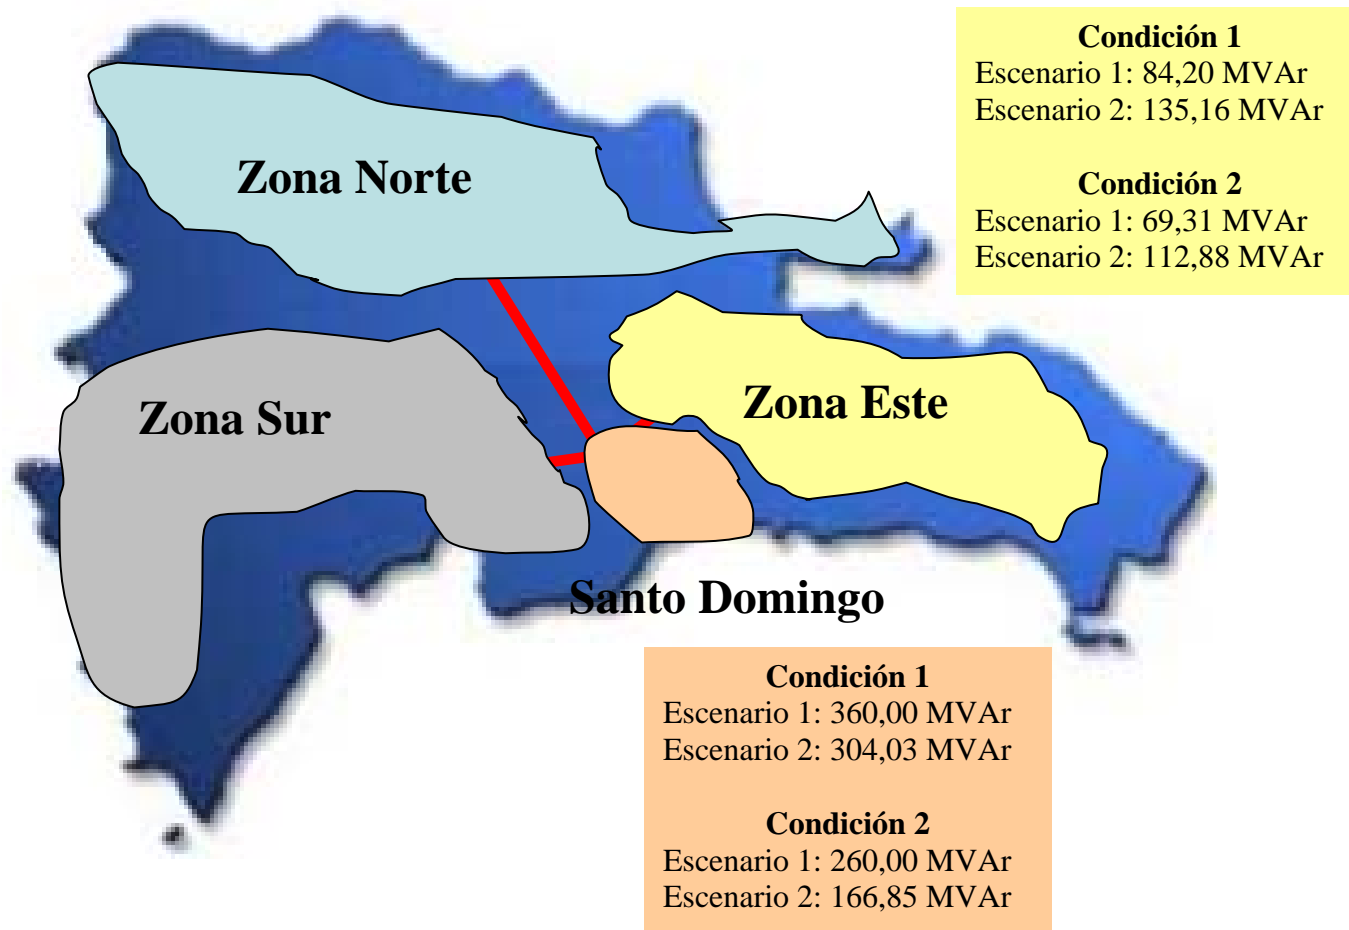 Condición 1
Escenario 1: 84,20 MVAr
Escenario 2: 135,16 MVAr
Condición 2
Escenario 1: 69,31 MVAr
Escenario 2: 112,88 MVAr
Zona Norte
Zona Sur
Zona Este
Santo Domingo
Condición 1
Escenario 1: 360,00 MVAr
Escenario 2: 304,03 MVAr
Condición 2
Escenario 1: 260,00 MVAr
Escenario 2: 166,85 MVAr